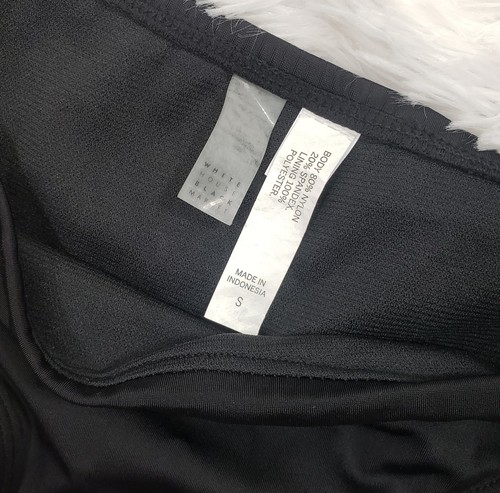 WHITE
HOUSE
BLACK
MARKET
BODY 80% NYLON
20% SPANDEX.
LINING 100%
POLYESTER.
MADE IN
INDONESIA
S